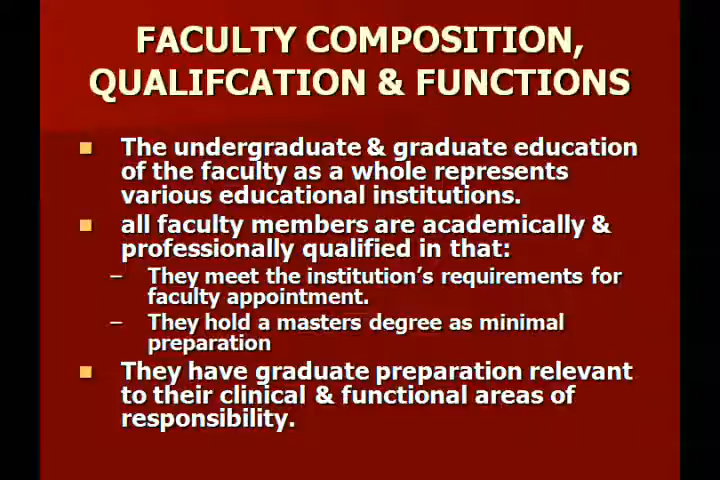 FACULTY COMPOSITION,
QUALIFCATION & FUNCTIONS
The undergraduate & graduate education
of the faculty as a whole represents
various educational institutions.
all faculty members are academically &
professionally qualified in that:
– They meet the institution's requirements for
faculty appointment.
– They hold a masters degree as minimal
preparation
They have graduate preparation relevant
to their clinical & functional areas of
responsibility.